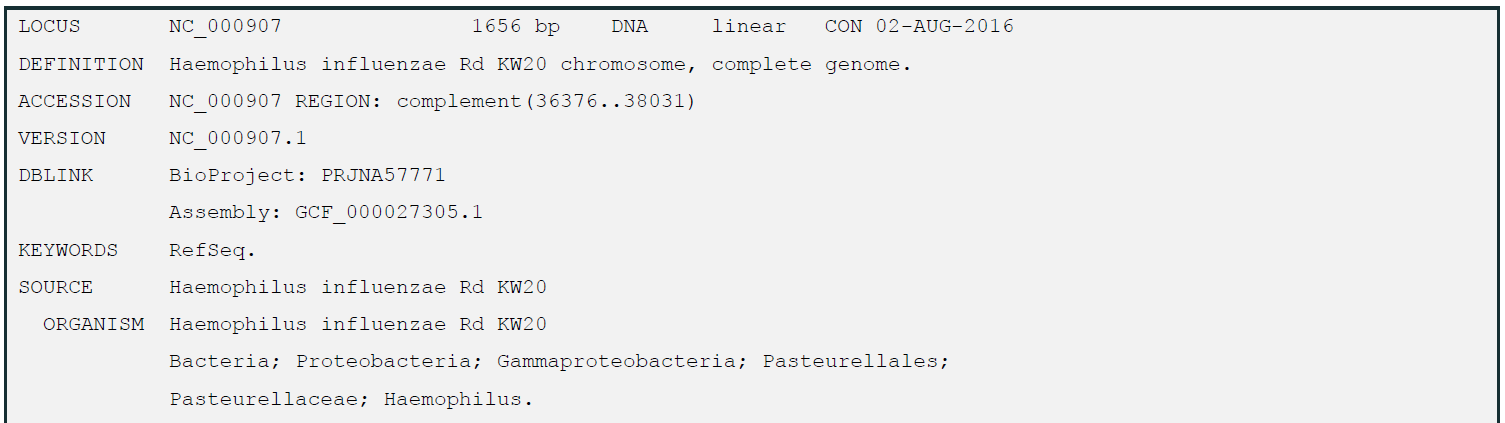 LOCUS       NC_000907               1656 bp    DNA     linear   CON 02-AUG-2016
DEFINITION  Haemophilus influenzae Rd KW20 chromosome, complete genome.
ACCESSION   NC_000907 REGION: complement(36376..38031)
VERSION     NC_000907.1
DBLINK      BioProject: PRJNA57771
            Assembly: GCF_000027305.1
KEYWORDS    RefSeq.
SOURCE      Haemophilus influenzae Rd KW20
  ORGANISM  Haemophilus influenzae Rd KW20
            Bacteria; Proteobacteria; Gammaproteobacteria; Pasteurellales;
            Pasteurellaceae; Haemophilus.